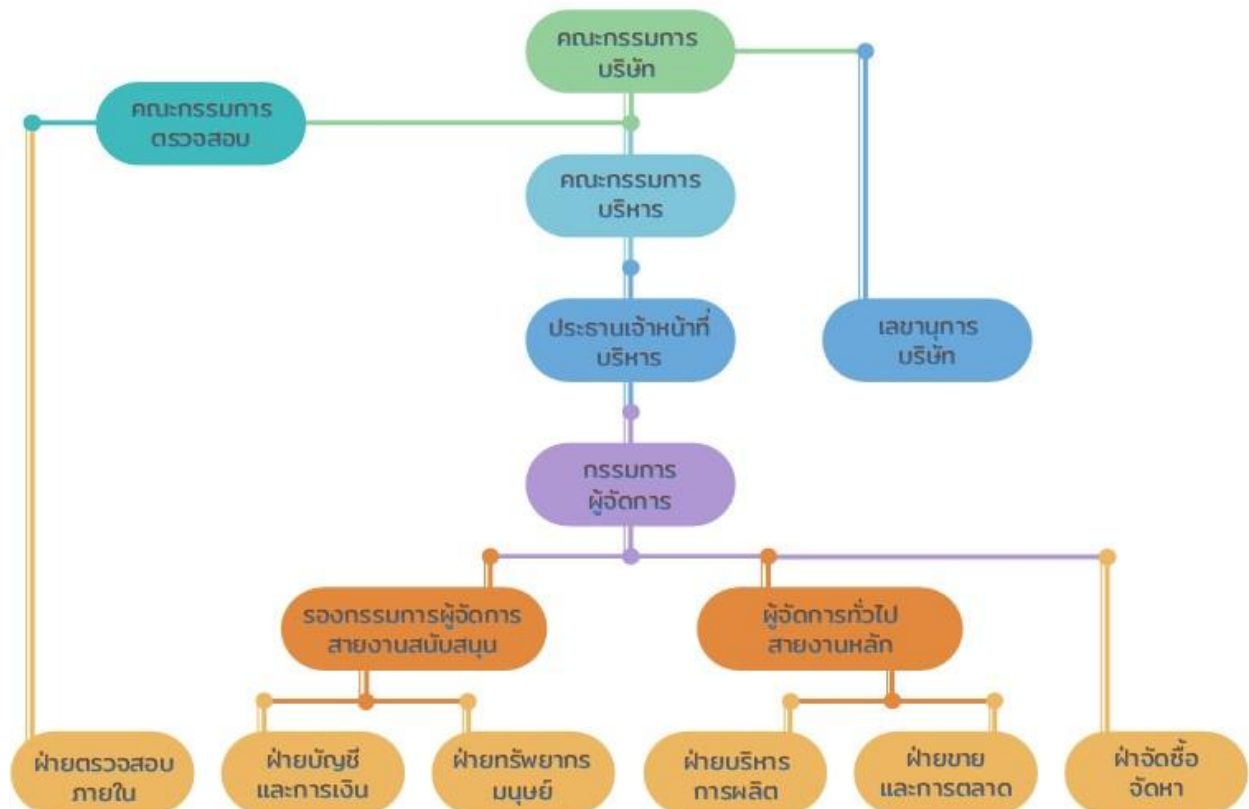 คณะกรรมการ
บริษัท
คณะกรรมการ
ตรวจสอบ
คณะกรรมการ
บริหาร
ประธานเจ้าหน้าที่
บริหาร
เลขานุการ
บริษัท
กรรมการ
ผู้จัดการ
รองกรรมการผู้จัดการ
สายงานสนับสนุน
ผู้จัดการทั่วไป
สายงานหลัก
ฝ่ายตรวจสอบ
ภายใน
ฝ่ายบัญชี
และการเงิน
ฝ่ายทรัพยากร
มนุษย์
ฝ่ายบริหาร
การผลิต
ฝ่ายขาย
และการตลาด
ฝ่าจัดซื้อ
จัดหา